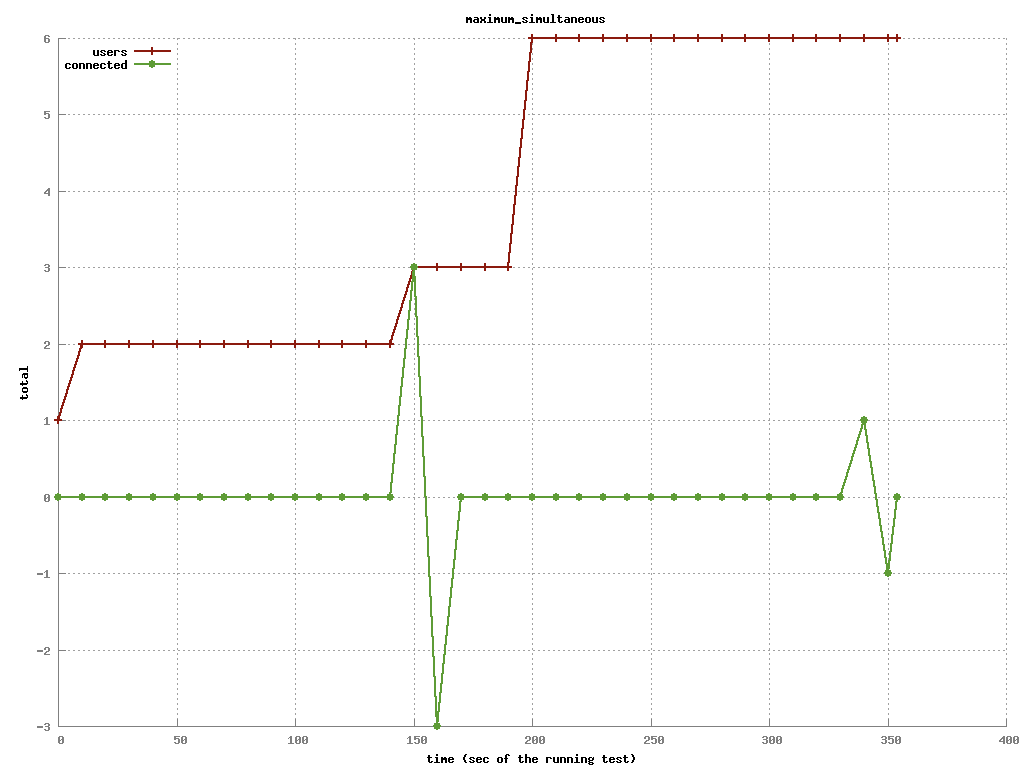 maximum_simultaneous
users
connected
6
5
4
3
2
1
0
-1
-2
-3
total
0 50 100 150 200 250 300 350 400
time (sec of the running test)